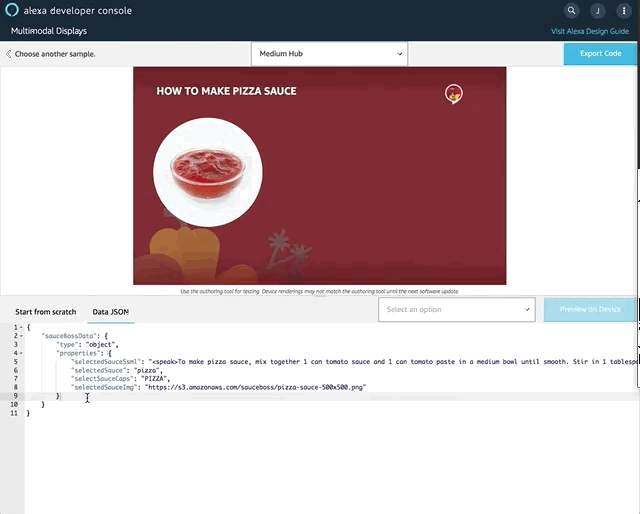 alexa developer console
J
Multimodal Displays
Visit Alexa Design Guide
Choose another sample.
Medium Hub
Export Code
HOW TO MAKE PIZZA SAUCE
Use the authoring tool for testing. Device renderings may not match the authoring tool until the next software update.
Start from scratch
Data JSON
Select an option
Preview on Device
1 {
2 "sauceBossData": {
3 "type": "object",
4 "properties": {
5 "selectedSauceSsml": "<speak>To make pizza sauce, mix together 1 can tomato sauce and 1 can tomato paste in a medium bowl until smooth. Stir in 1 tablesp
6 "selectedSauce": "pizza",
7 "selectSauceCaps": "PIZZA",
8 "selectedSauceImg": "https://s3.amazonaws.com/sauceboss/pizza-sauce-500x500.png"
9 }
10 }
11 }